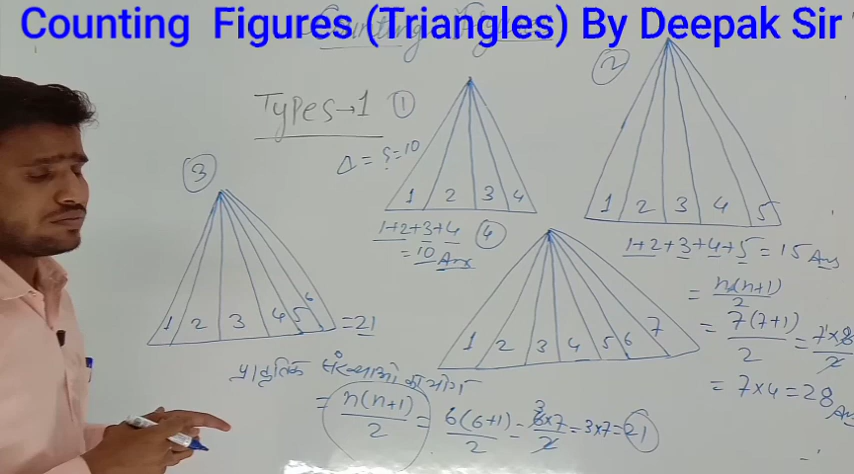 Counting Figures (Triangles) By Deepak Sir
Types→1 ①
Δ = ? = 10
1 2 3 4
1+2+3+4
= 10 Ans
②
1 2 3 4 5
1+2+3+4+5 = 15 Ans
③
1 2 3 4 5 6
= 21
④
1 2 3 4 5 6 7
= n(n+1)/2
= 7(7+1)/2 = 7×8/2
= 7×4 = 28 Ans
प्राकृतिक संख्याओं का योग
= n(n+1)/2 = 6(6+1)/2 = 6×7/2 = 3×7 = 21